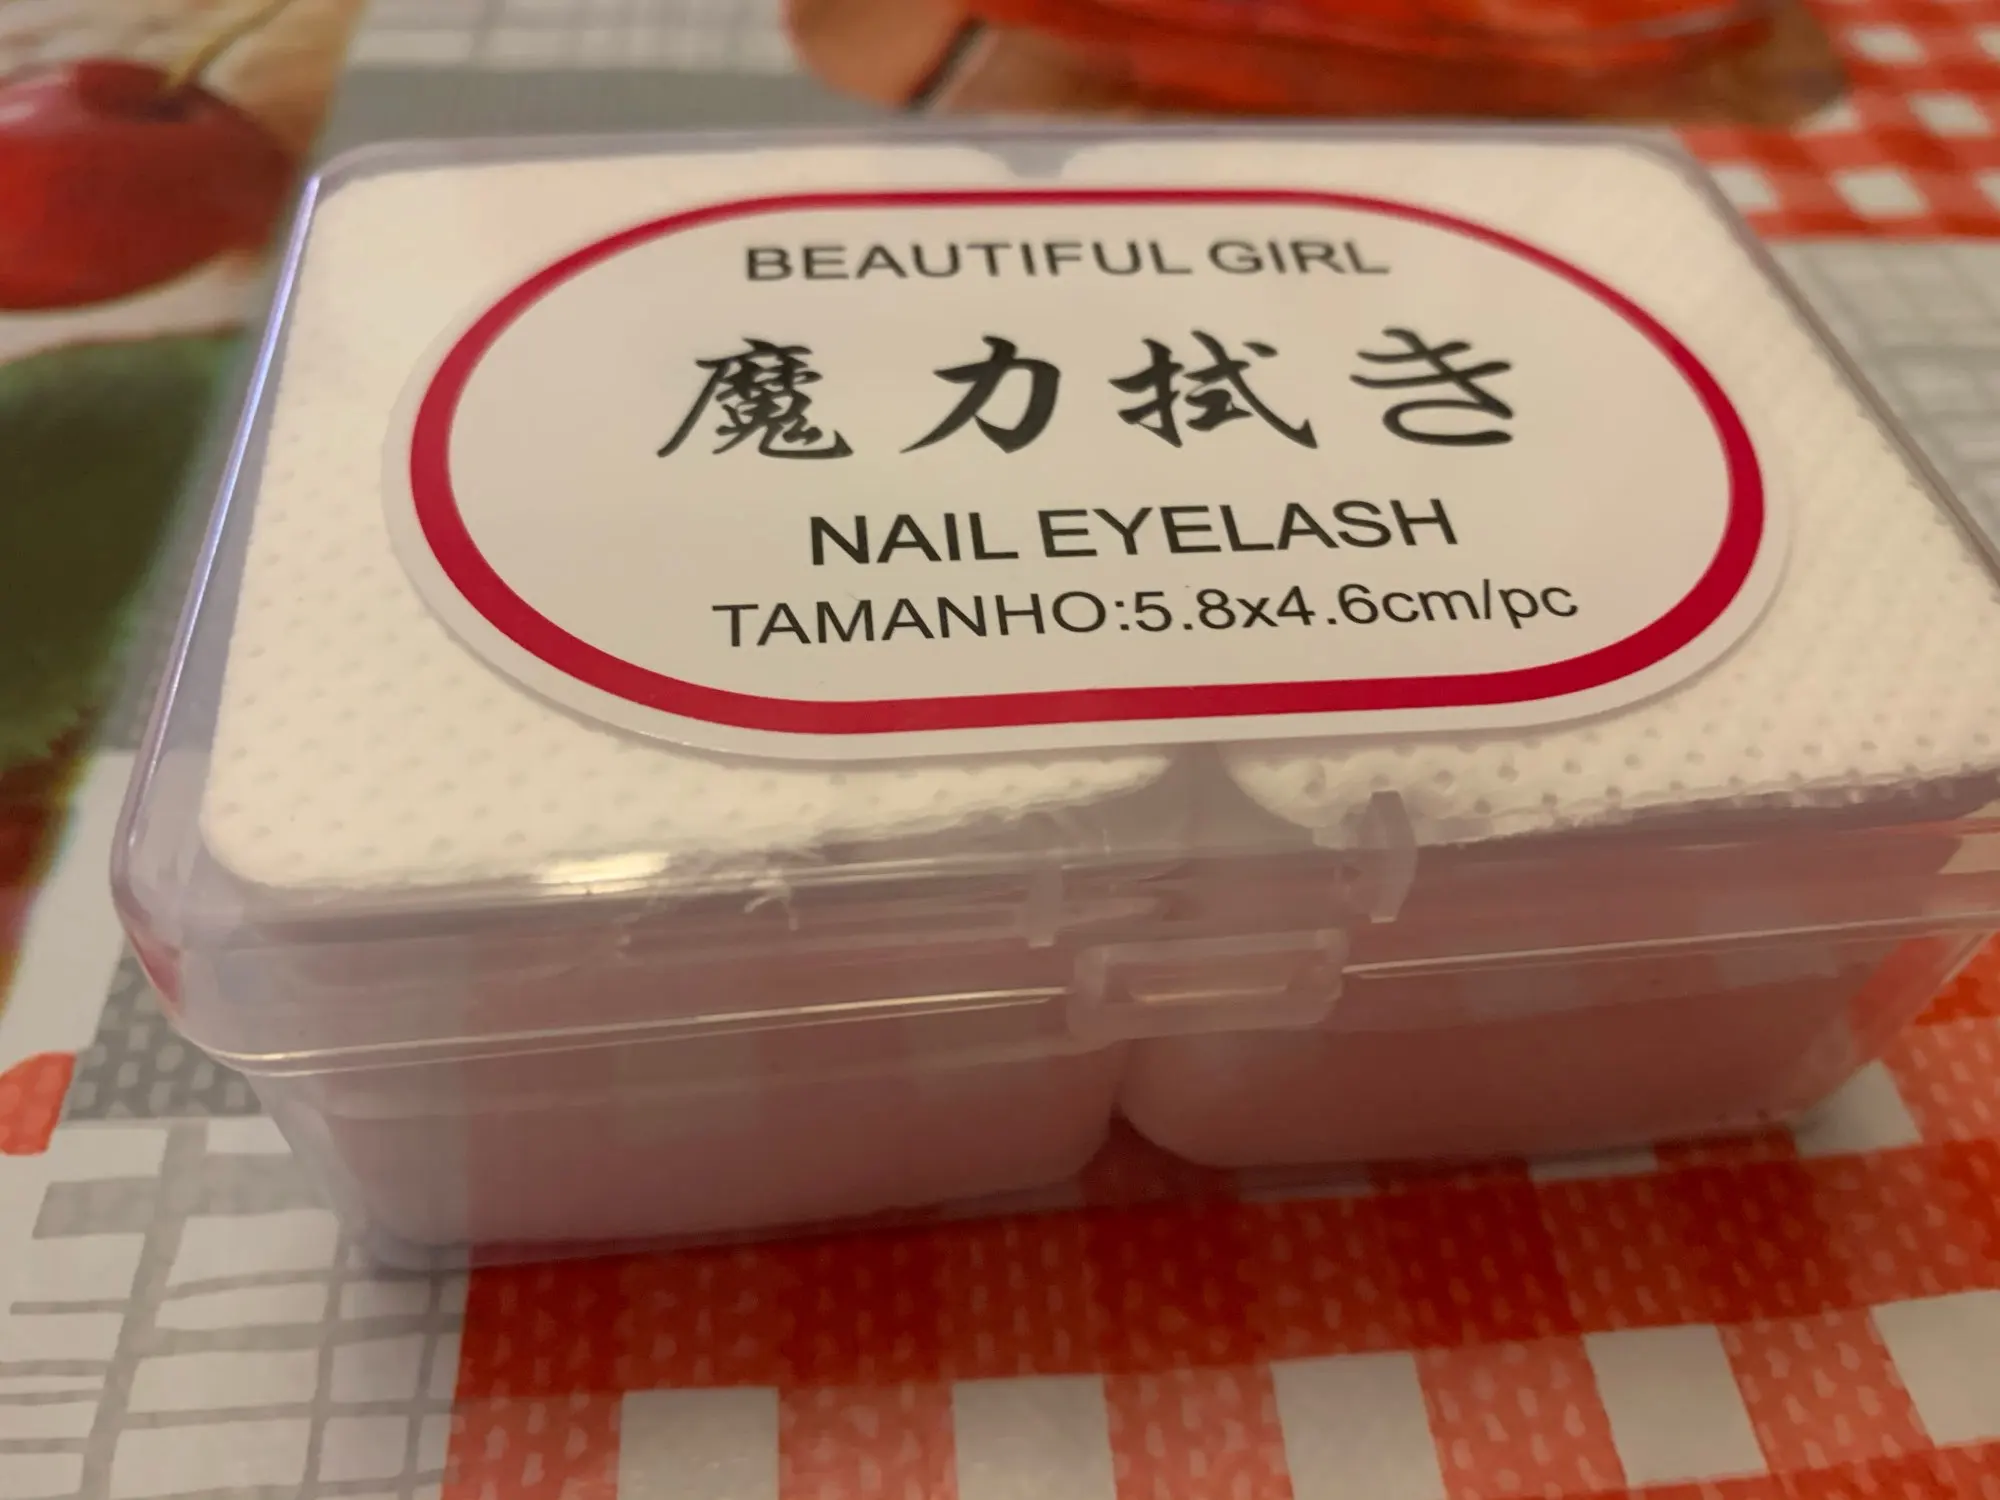 BEAUTIFUL GIRL
魔力拭き
NAIL EYELASH
TAMANHO:5.8x4.6cm/pc